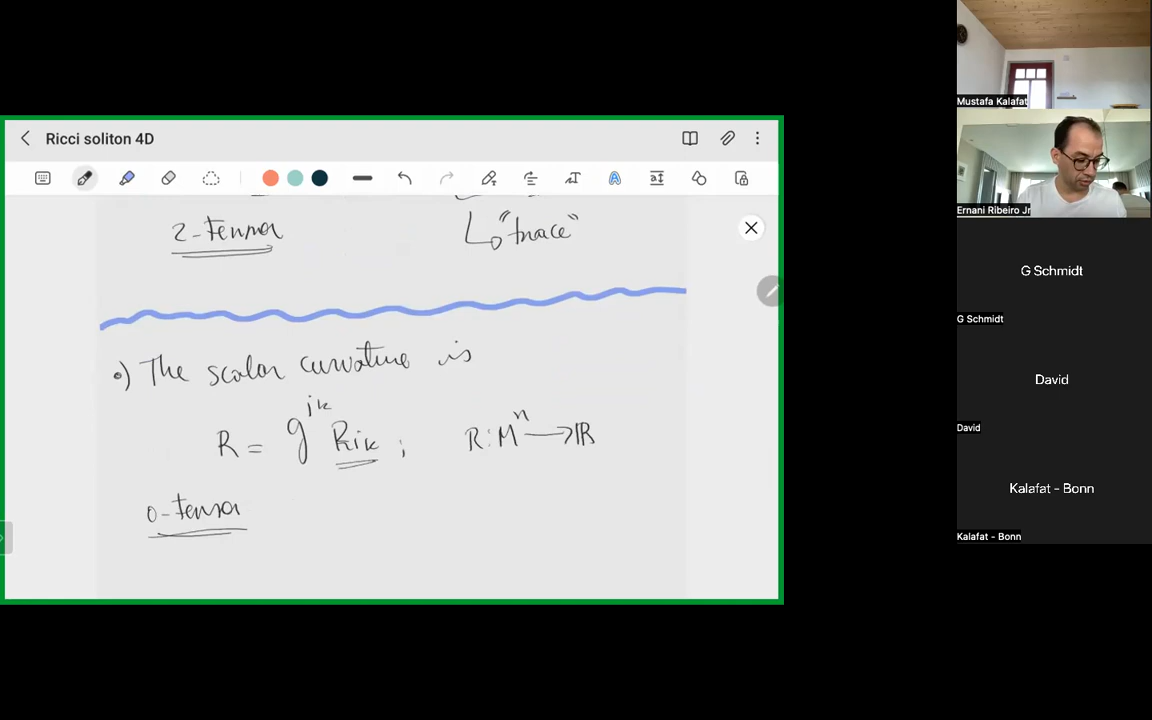 Ricci soliton 4D
2-tensor
"trace"
•) The scalar curvature is
R = g^{jk} R_{ik} ; R: M^n → ℝ
0-tensor
Mustafa Kalafat
Ernani Ribeiro Jr
G Schmidt
G Schmidt
David
David
Kalafat - Bonn
Kalafat - Bonn